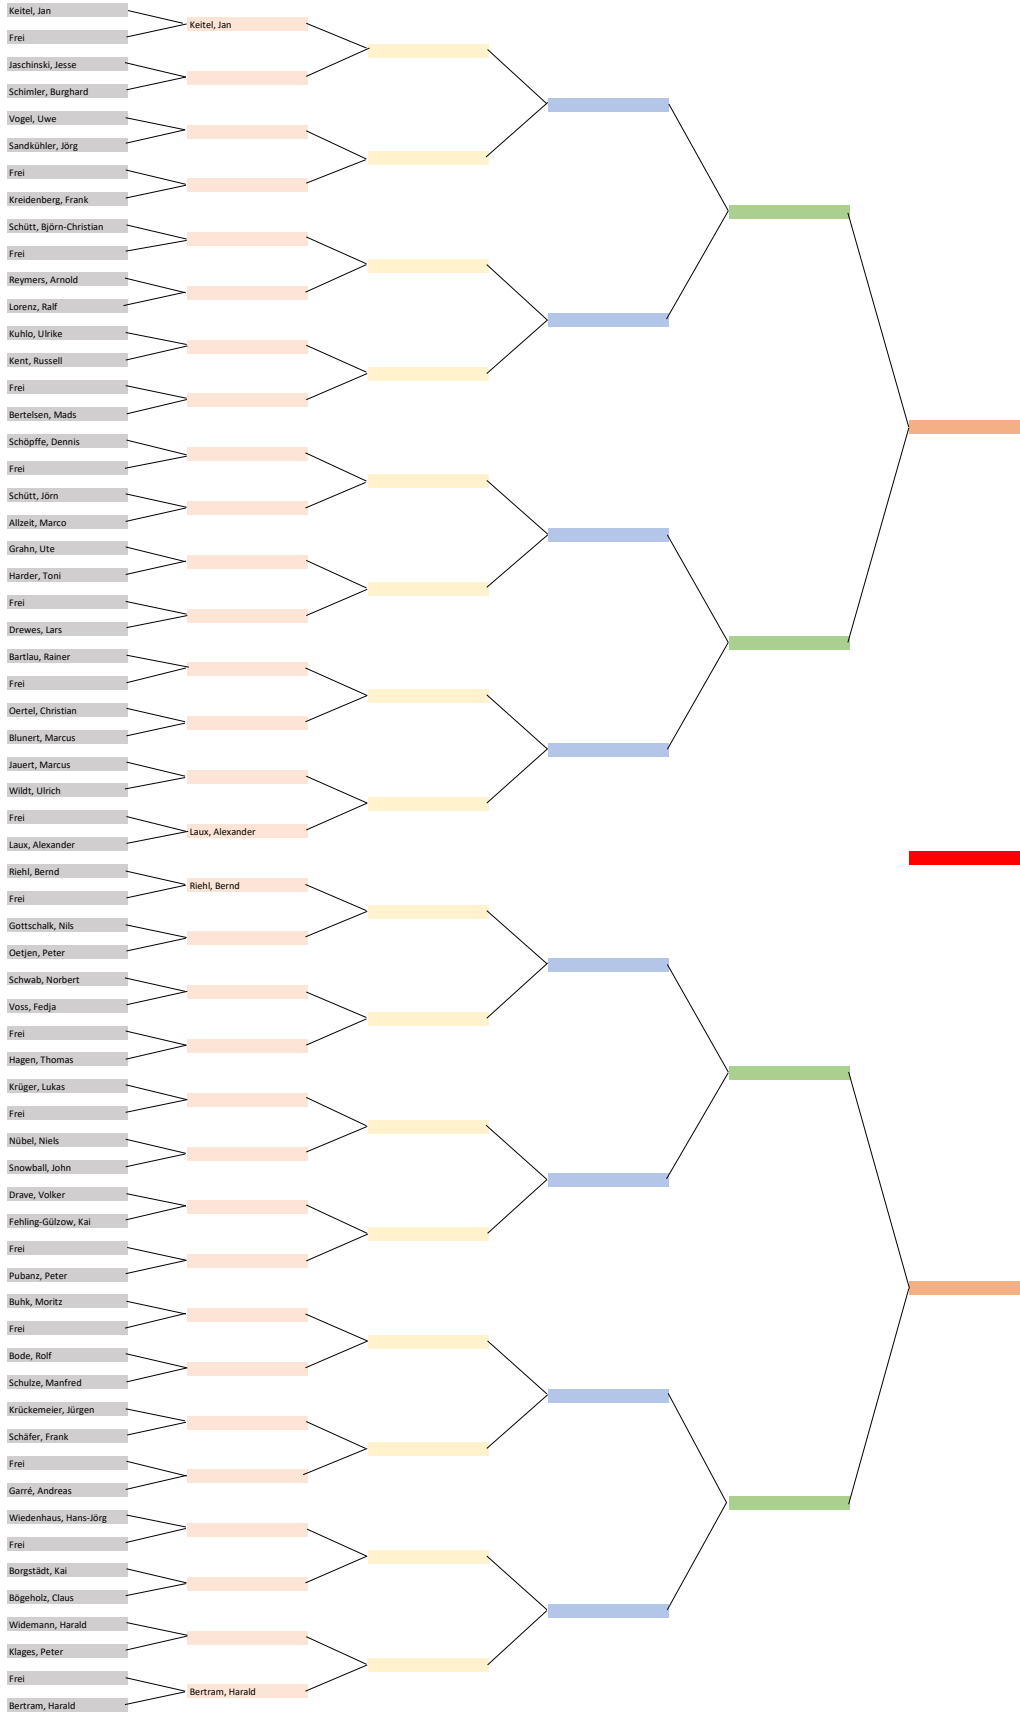 Keitel, Jan
Keitel, Jan
Frei
Jaschinski, Jesse
Schimler, Burghard
Vogel, Uwe
Sandkühler, Jörg
Frei
Kreidenberg, Frank
Schütt, Björn-Christian
Frei
Reymers, Arnold
Lorenz, Ralf
Kuhlo, Ulrike
Kent, Russell
Frei
Bertelsen, Mads
Schöpffe, Dennis
Frei
Schütt, Jörn
Allzeit, Marco
Grahn, Ute
Harder, Toni
Frei
Drewes, Lars
Bartlau, Rainer
Frei
Oertel, Christian
Blunert, Marcus
Jauert, Marcus
Wildt, Ulrich
Frei
Laux, Alexander
Laux, Alexander
Riehl, Bernd
Riehl, Bernd
Frei
Gottschalk, Nils
Oetjen, Peter
Schwab, Norbert
Voss, Fedja
Frei
Hagen, Thomas
Krüger, Lukas
Frei
Nübel, Niels
Snowball, John
Drave, Volker
Fehling-Gülzow, Kai
Frei
Pubanz, Peter
Buhk, Moritz
Frei
Bode, Rolf
Schulze, Manfred
Krückemeier, Jürgen
Schäfer, Frank
Frei
Garré, Andreas
Wiedenhaus, Hans-Jörg
Frei
Borgstädt, Kai
Bögeholz, Claus
Widemann, Harald
Klages, Peter
Frei
Bertram, Harald
Bertram, Harald